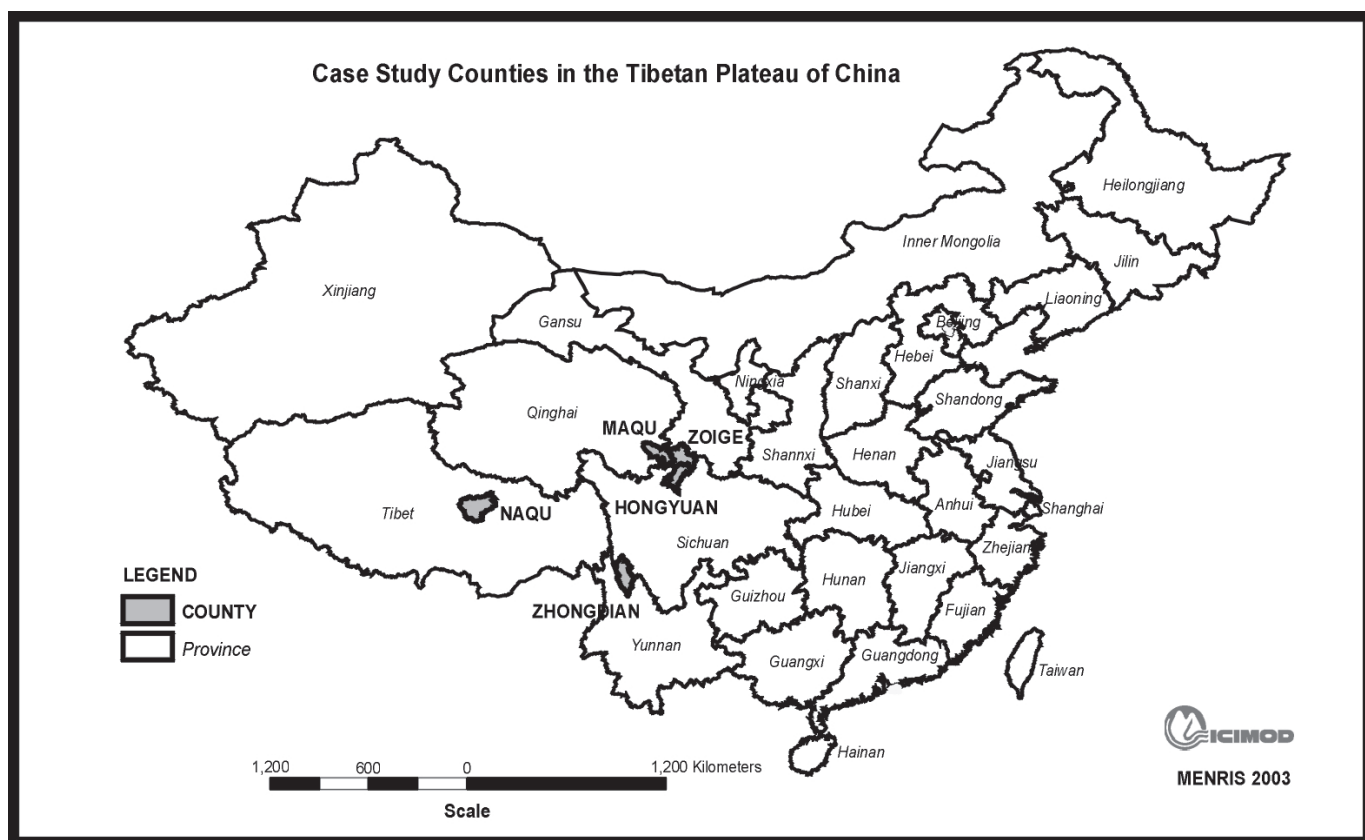 Case Study Counties in the Tibetan Plateau of China
Heilongjiang
Inner Mongolia
Jilin
Xinjiang
Liaoning
Gansu
Beijing
Hebei
Ningxia
Shanxi
Shandong
Qinghai
MAQU
ZOIGE
Shannxi
Henan
Jiangsu
Tibet
NAQU
HONGYUAN
Hubei
Anhui
Shanghai
Sichuan
Zhejian
LEGEND
COUNTY
Province
ZHONGDIAN
Guizhou
Hunan
Jiangxi
Fujian
Yunnan
Guangxi
Guangdong
Taiwan
Hainan
ICIMOD
MENRIS 2003
1,200 600 0 1,200 Kilometers
Scale